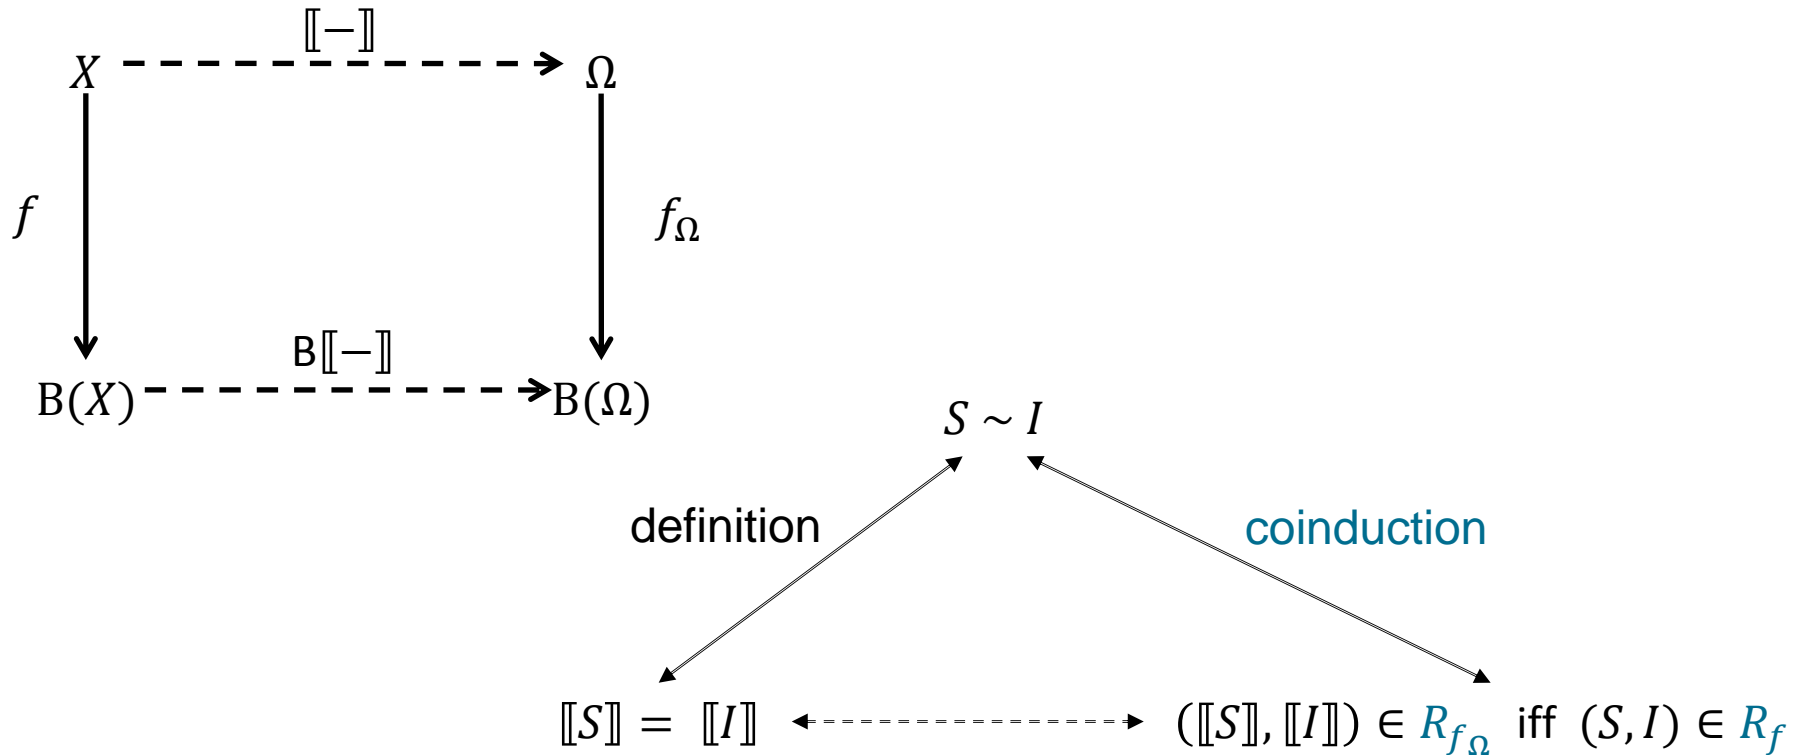 ⟦−⟧
X Ω
f f_Ω
B⟦−⟧
B(X) B(Ω)
S ~ I
definition coinduction
⟦S⟧ = ⟦I⟧ (⟦S⟧, ⟦I⟧) ∈ R_{f_Ω} iff (S, I) ∈ R_f